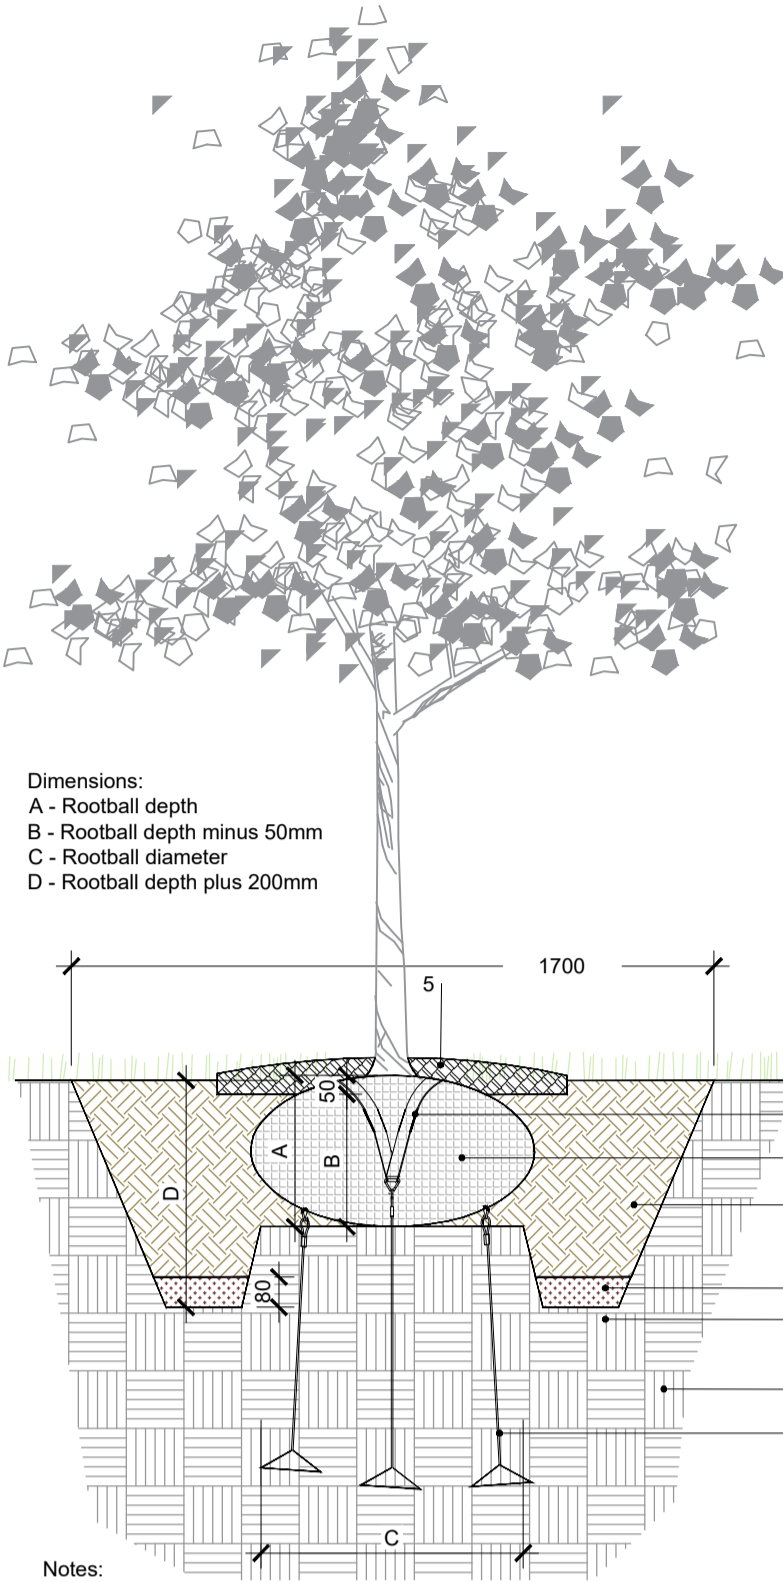 Dimensions:
A - Rootball depth
B - Rootball depth minus 50mm
C - Rootball diameter
D - Rootball depth plus 200mm
1700
5
50
A
B
D
80
C
Notes: